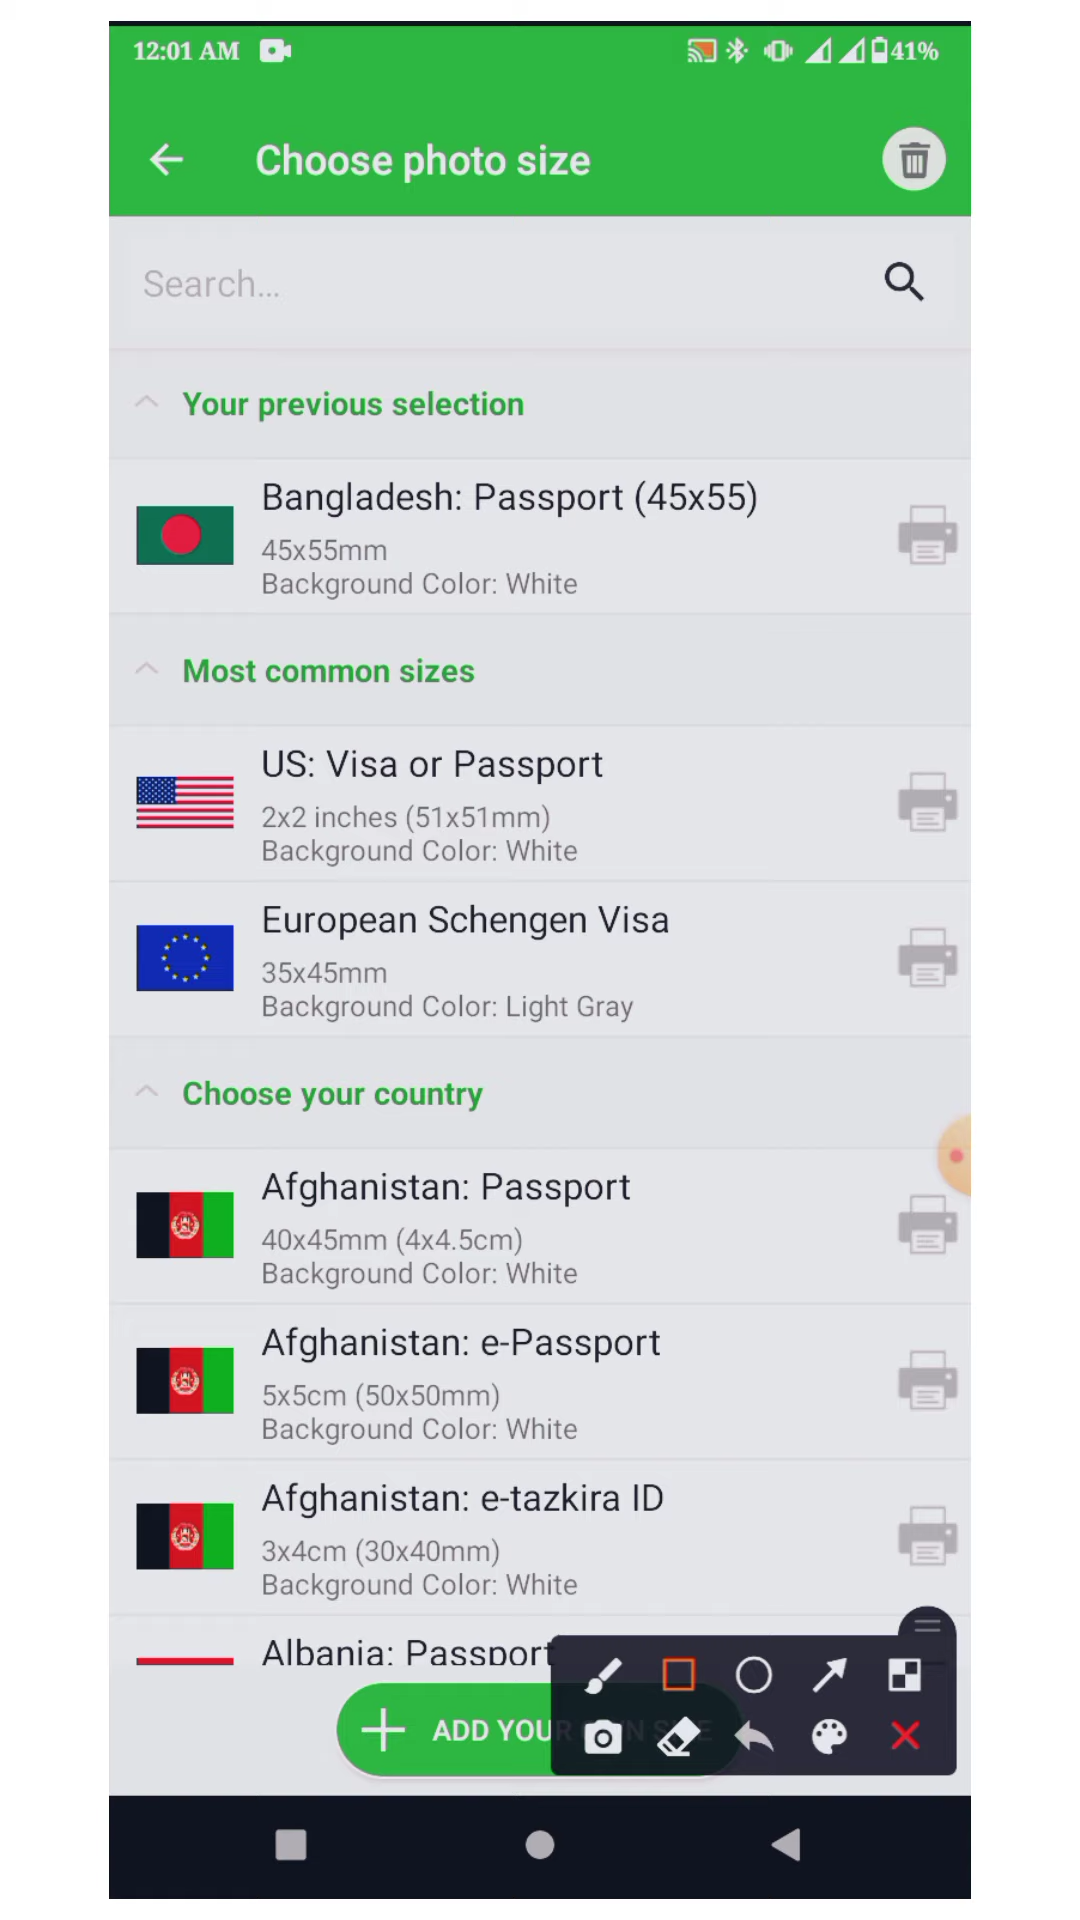 12:01 AM
41%
Choose photo size
Search...
Your previous selection
Bangladesh: Passport (45x55)
45x55mm
Background Color: White
Most common sizes
US: Visa or Passport
2x2 inches (51x51mm)
Background Color: White
European Schengen Visa
35x45mm
Background Color: Light Gray
Choose your country
Afghanistan: Passport
40x45mm (4x4.5cm)
Background Color: White
Afghanistan: e-Passport
5x5cm (50x50mm)
Background Color: White
Afghanistan: e-tazkira ID
3x4cm (30x40mm)
Background Color: White
Albania: Passport
ADD YOUR OWN SIZE